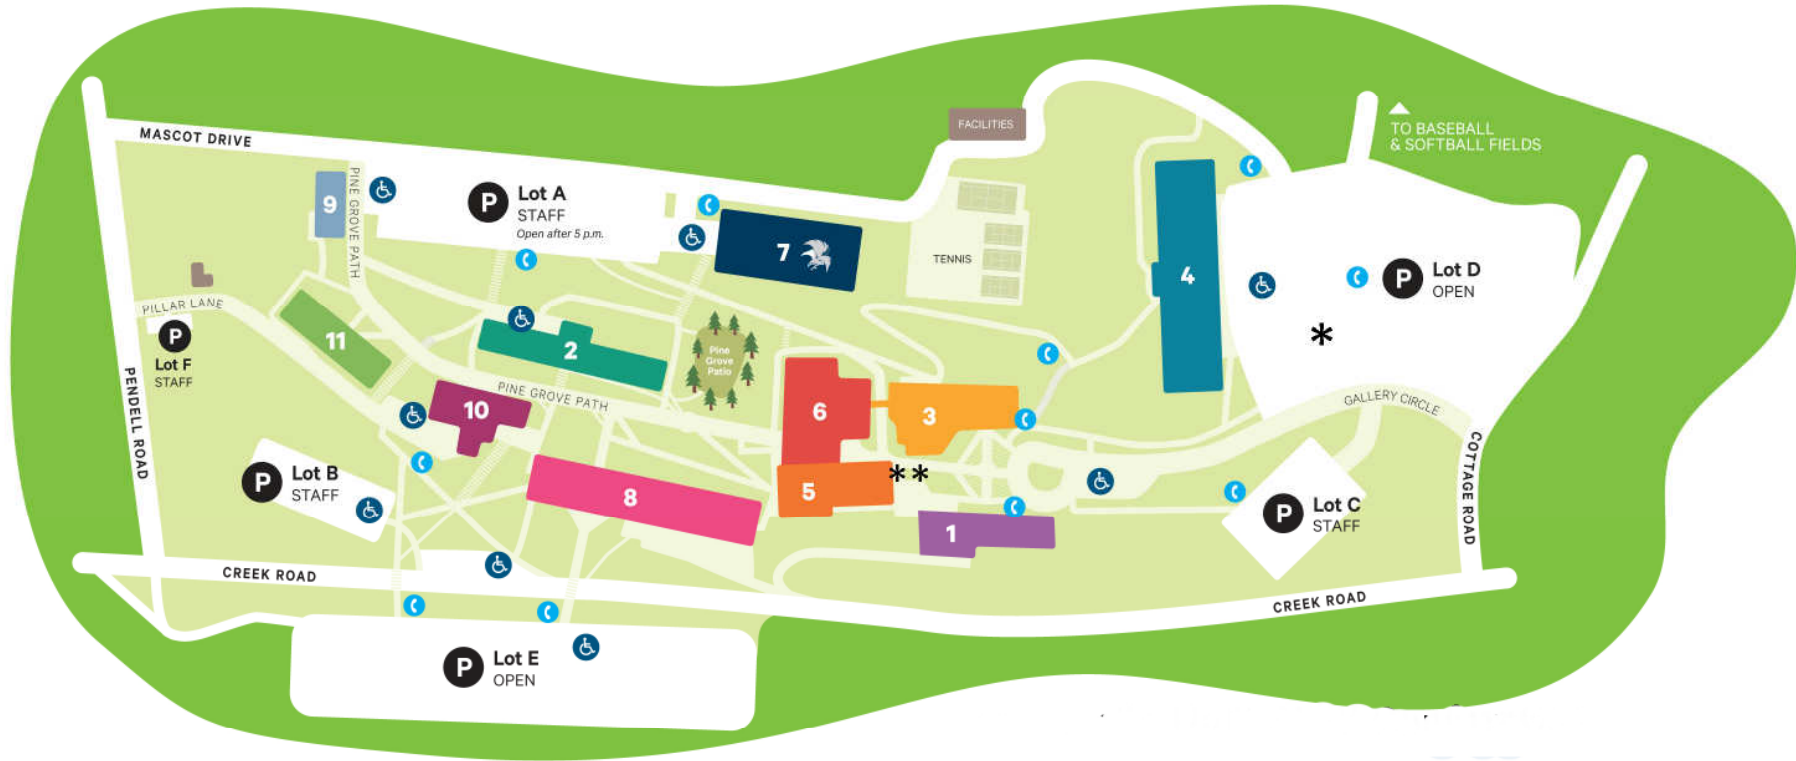 FACILITIES
TO BASEBALL
& SOFTBALL FIELDS
MASCOT DRIVE
PINE GROVE PATH
9
P
Lot A
STAFF
Open after 5 p.m.
7
TENNIS
4
P
Lot D
OPEN
*
PILLAR LANE
P
Lot F
STAFF
11
2
Pine
Grove
Patio
PENDELL ROAD
10
PINE GROVE PATH
6
3
GALLERY CIRCLE
COTTAGE ROAD
P
Lot B
STAFF
8
5
**
1
P
Lot C
STAFF
CREEK ROAD
CREEK ROAD
P
Lot E
OPEN